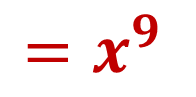 = x⁹